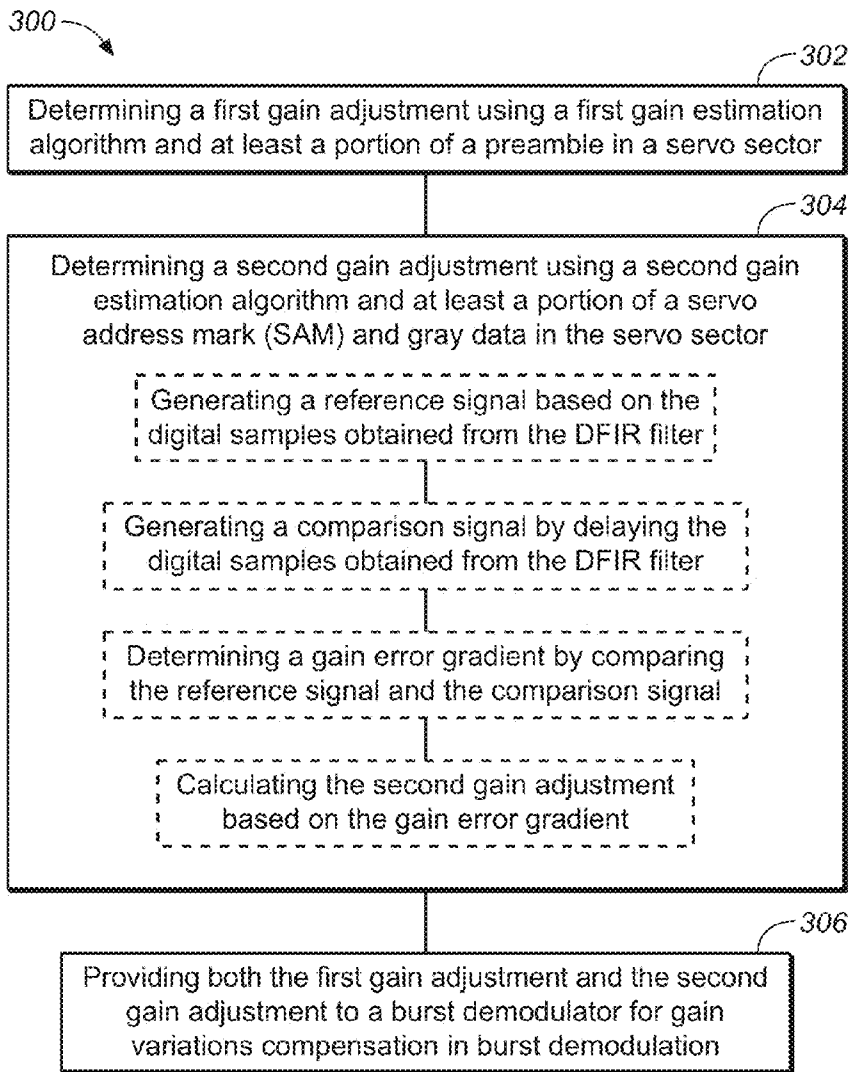 300
302
Determining a first gain adjustment using a first gain estimation
algorithm and at least a portion of a preamble in a servo sector
304
Determining a second gain adjustment using a second gain
estimation algorithm and at least a portion of a servo
address mark (SAM) and gray data in the servo sector
Generating a reference signal based on the
digital samples obtained from the DFIR filter
Generating a comparison signal by delaying the
digital samples obtained from the DFIR filter
Determining a gain error gradient by comparing
the reference signal and the comparison signal
Calculating the second gain adjustment
based on the gain error gradient
306
Providing both the first gain adjustment and the second
gain adjustment to a burst demodulator for gain
variations compensation in burst demodulation